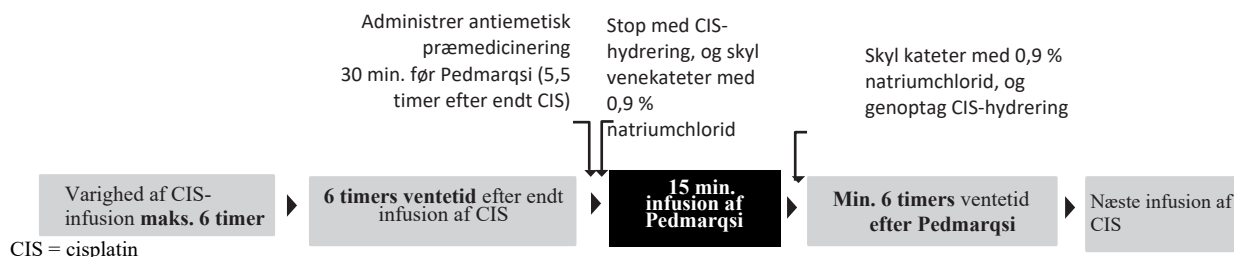 Administrer antiemetisk
præmedicinering
30 min. før Pedmarqsi (5,5
timer efter endt CIS)
Stop med CIS-
hydrering, og skyl
venekateter med
0,9 %
natriumchlorid
Skyl kateter med 0,9 %
natriumchlorid, og
genoptag CIS-hydrering
Varighed af CIS-
infusion maks. 6 timer
6 timers ventetid efter endt
infusion af CIS
15 min.
infusion af
Pedmarqsi
Min. 6 timers ventetid
efter Pedmarqsi
Næste infusion af
CIS
CIS = cisplatin